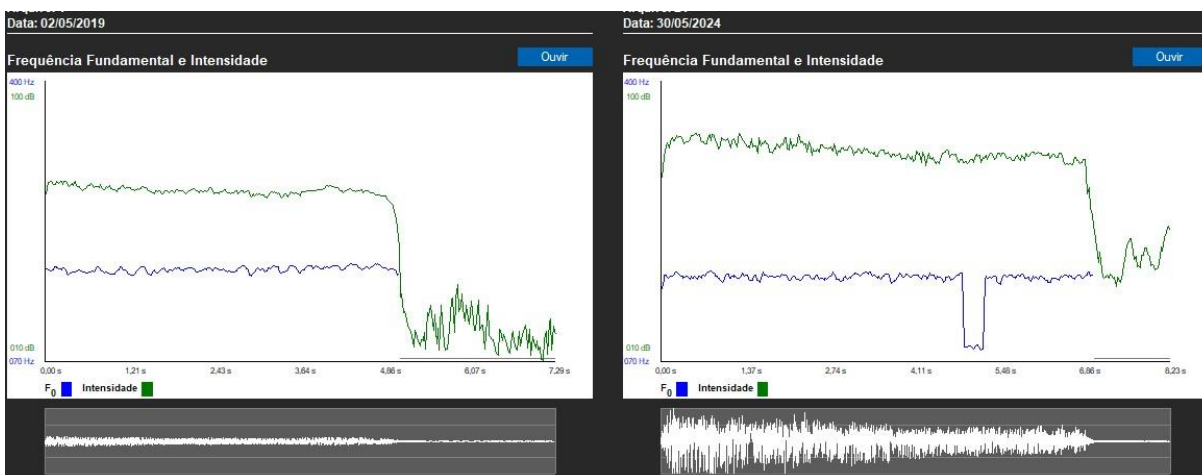 Data: 02/05/2019
Frequência Fundamental e Intensidade
Ouvir
400 Hz
100 dB
010 dB
070 Hz
0,00 s 1,21 s 2,43 s 3,64 s 4,86 s 6,07 s 7,29 s
F0 Intensidade
Data: 30/05/2024
Frequência Fundamental e Intensidade
Ouvir
400 Hz
100 dB
010 dB
070 Hz
0,00 s 1,37 s 2,74 s 4,11 s 5,48 s 6,86 s 8,23 s
F0 Intensidade